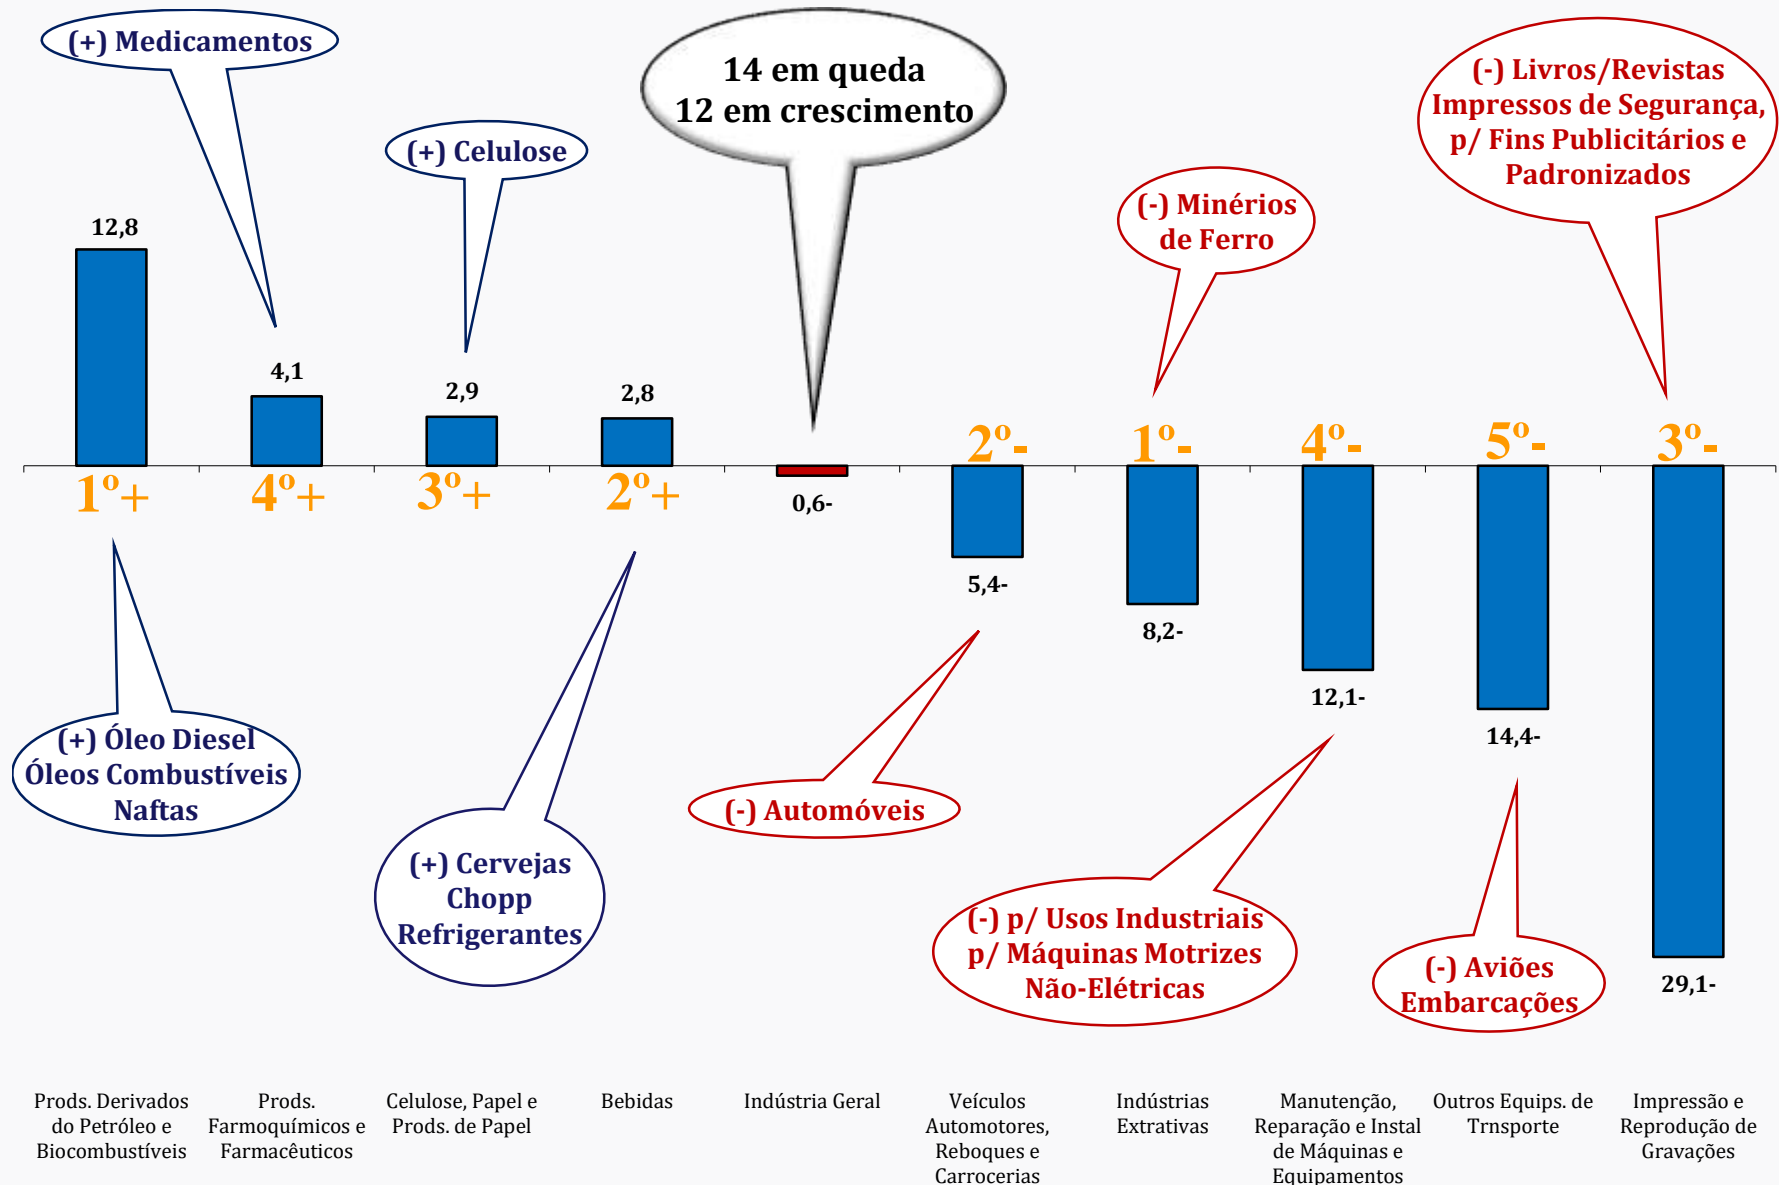 (+) Medicamentos
14 em queda
12 em crescimento
(-) Livros/Revistas
Impressos de Segurança,
p/ Fins Publicitários e
Padronizados
(+) Celulose
(-) Minérios
de Ferro
12,8
4,1
2,9
2,8
2º-
1º-
4º-
5º-
3º-
1º+
4º+
3º+
2º+
0,6-
5,4-
8,2-
12,1-
14,4-
29,1-
(+) Óleo Diesel
Óleos Combustíveis
Naftas
(-) Automóveis
(+) Cervejas
Chopp
Refrigerantes
(-) p/ Usos Industriais
p/ Máquinas Motrizes
Não-Elétricas
(-) Aviões
Embarcações
Prods. Derivados
do Petróleo e
Biocombustíveis
Prods.
Farmoquímicos e
Farmacêuticos
Celulose, Papel e
Prods. de Papel
Bebidas
Indústria Geral
Veículos
Automotores,
Reboques e
Carrocerias
Indústrias
Extrativas
Manutenção,
Reparação e Instal
de Máquinas e
Equipamentos
Outros Equips. de
Trnsporte
Impressão e
Reprodução de
Gravações